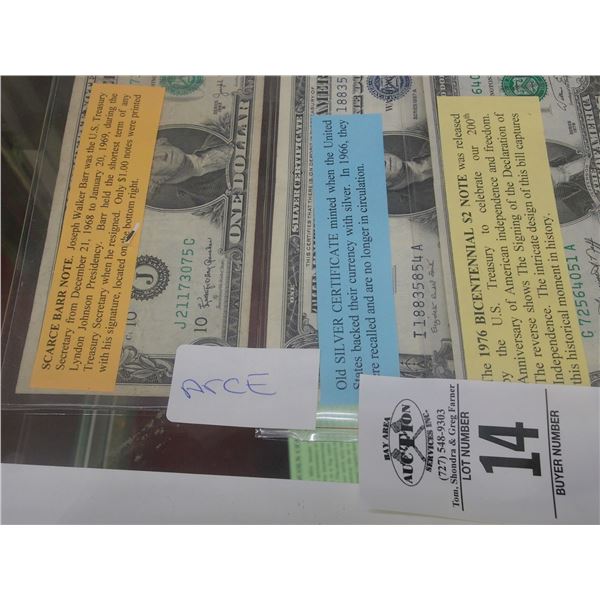 SCARCE BARR NOTE. Joseph Walker Barr was the U.S. Treasury
Secretary from December 21, 1968 to January 20, 1969, during the
Lyndon Johnson Presidency. Barr held the shortest term of any
Treasury Secretary when he resigned. Only $1.00 notes were printed
with his signature, located on the bottom right.
ONE DOLLAR
J21173075C
10
J
10
ARCE
SILVER CERTIFICATE
Old SILVER CERTIFICATE minted when the United
States backed their currency with silver. In 1966, they
were recalled and are no longer in circulation.
ONE
18835
I18835854A
The 1976 BICENTENNIAL $2 NOTE was released
by the U.S. Treasury to celebrate our 200th
Anniversary of American independence and freedom.
The reverse shows The Signing of the Declaration of
Independence. The intricate design of this bill captures
this historical moment in history.
G72564051A
BAY AREA
AUCTION
SERVICES INC.
(727) 548-9303
Tom, Shondra & Greg Farner
LOT NUMBER
14
BUYER NUMBER